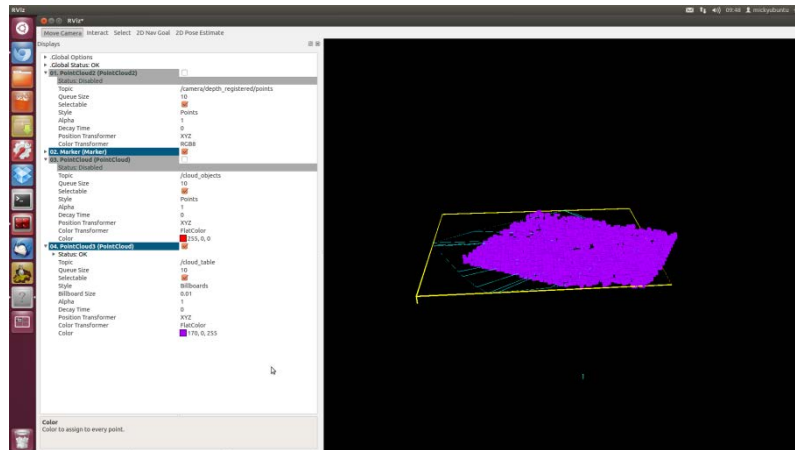 RViz
09:48 mickyubuntu
RViz*
Move Camera Interact Select 2D Nav Goal 2D Pose Estimate
Displays
.Global Options
.Global Status: OK
01. PointCloud2 (PointCloud2)
Status: Disabled
Topic /camera/depth_registered/points
Queue Size 10
Selectable
Style Points
Alpha 1
Decay Time 0
Position Transformer XYZ
Color Transformer RGB8
02. Marker (Marker)
03. PointCloud (PointCloud)
Status: Disabled
Topic /cloud_objects
Queue Size 10
Selectable
Style Points
Alpha 1
Decay Time 0
Position Transformer XYZ
Color Transformer FlatColor
Color 255, 0, 0
04. PointCloud3 (PointCloud)
Status: OK
Topic /cloud_table
Queue Size 10
Selectable
Style Billboards
Billboard Size 0.01
Alpha 1
Decay Time 0
Position Transformer XYZ
Color Transformer FlatColor
Color 170, 0, 255
Color
Color to assign to every point.